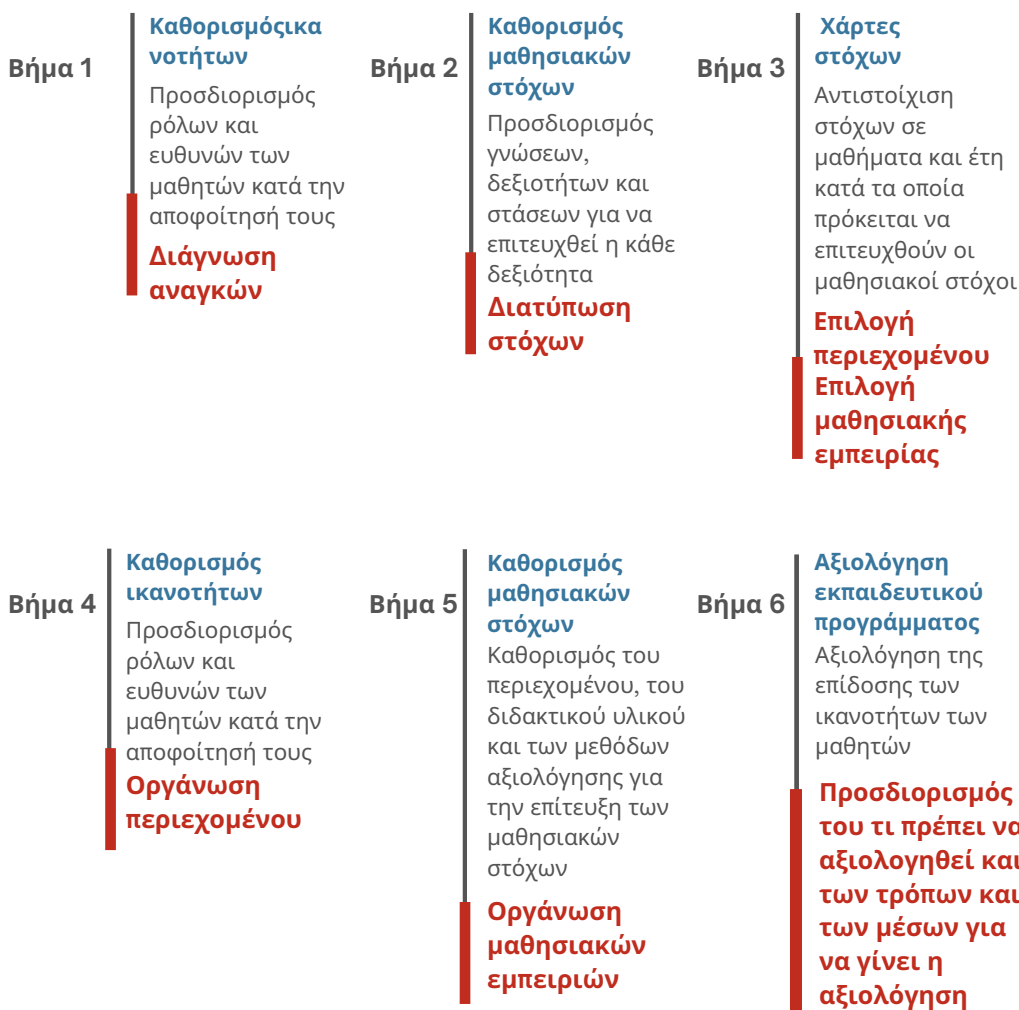 Βήμα 1
Καθορισμόςικα
νοτήτων
Προσδιορισμός
ρόλων και
ευθυνών των
μαθητών κατά την
αποφοίτησή τους
Διάγνωση
αναγκών
Βήμα 2
Καθορισμός
μαθησιακών
στόχων
Προσδιορισμός
γνώσεων,
δεξιοτήτων και
στάσεων για να
επιτευχθεί η κάθε
δεξιότητα
Διατύπωση
στόχων
Βήμα 3
Χάρτες
στόχων
Αντιστοίχιση
στόχων σε
μαθήματα και έτη
κατά τα οποία
πρόκειται να
επιτευχθούν οι
μαθησιακοί στόχοι
Επιλογή
περιεχομένου
Επιλογή
μαθησιακής
εμπειρίας
Βήμα 4
Καθορισμός
ικανοτήτων
Προσδιορισμός
ρόλων και
ευθυνών των
μαθητών κατά την
αποφοίτησή τους
Οργάνωση
περιεχομένου
Βήμα 5
Καθορισμός
μαθησιακών
στόχων
Καθορισμός του
περιεχομένου, του
διδακτικού υλικού
και των μεθόδων
αξιολόγησης για
την επίτευξη των
μαθησιακών
στόχων
Οργάνωση
μαθησιακών
εμπειριών
Βήμα 6
Αξιολόγηση
εκπαιδευτικού
προγράμματος
Αξιολόγηση της
επίδοσης των
ικανοτήτων των
μαθητών
Προσδιορισμός
του τι πρέπει να
αξιολογηθεί και
των τρόπων και
των μέσων για
να γίνει η
αξιολόγηση